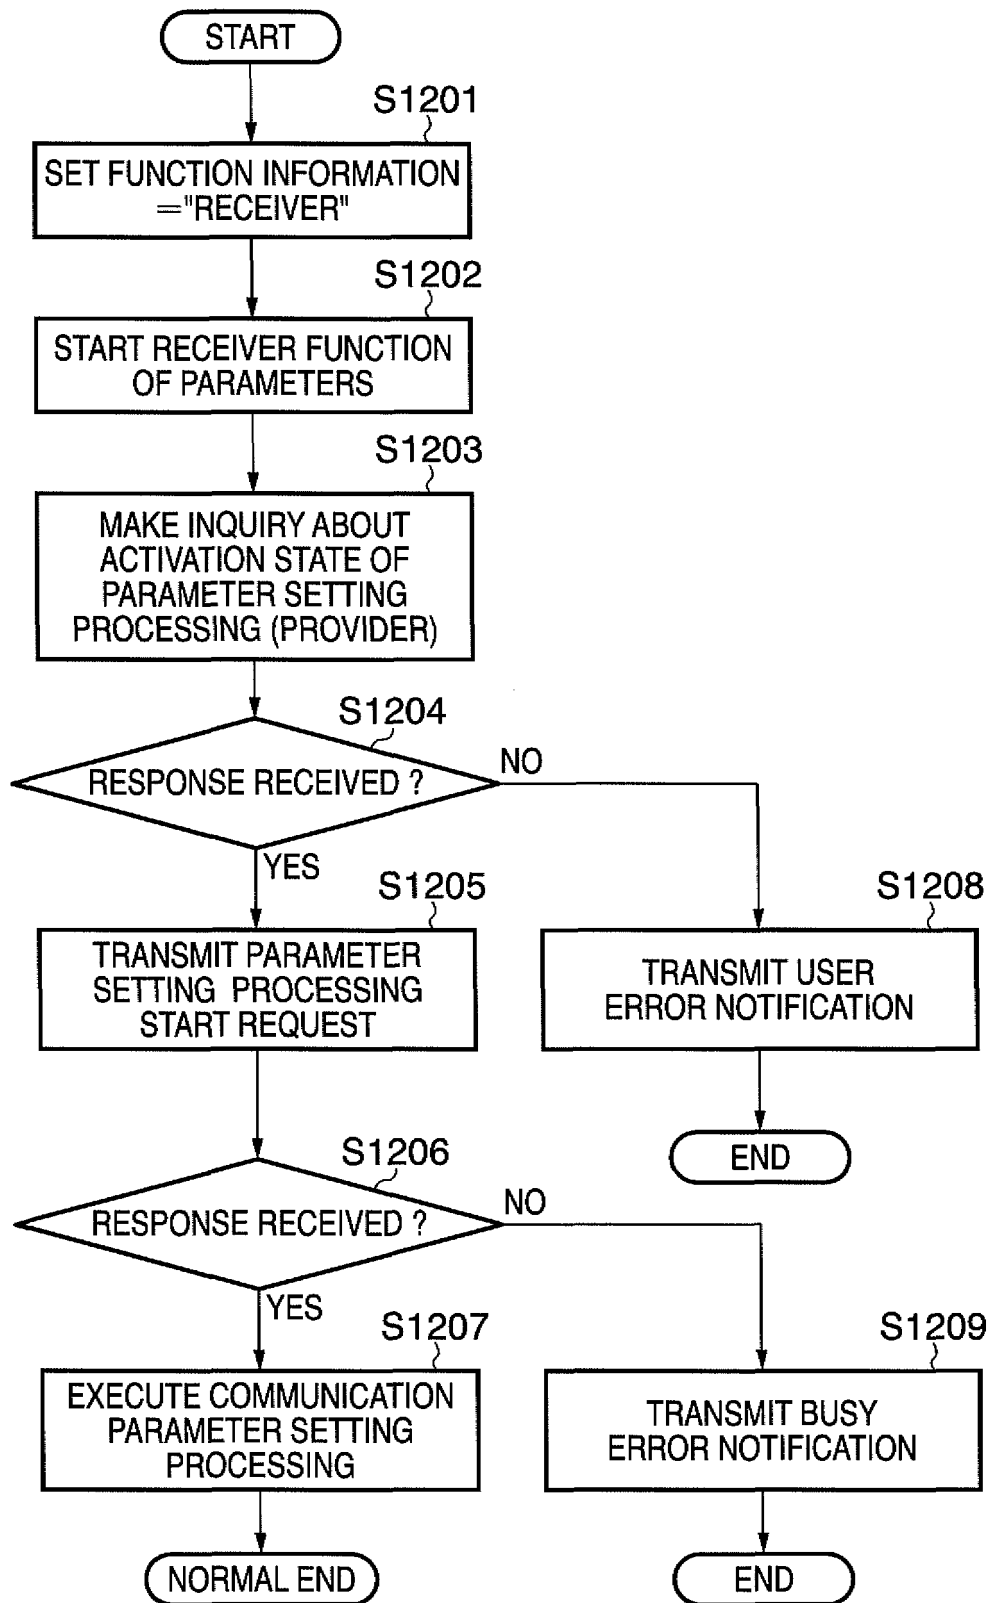 START
S1201
SET FUNCTION INFORMATION
="RECEIVER"
S1202
START RECEIVER FUNCTION
OF PARAMETERS
S1203
MAKE INQUIRY ABOUT
ACTIVATION STATE OF
PARAMETER SETTING
PROCESSING (PROVIDER)
S1204
RESPONSE RECEIVED ?
NO
YES
S1205
TRANSMIT PARAMETER
SETTING PROCESSING
START REQUEST
S1208
TRANSMIT USER
ERROR NOTIFICATION
END
S1206
RESPONSE RECEIVED ?
NO
YES
S1207
EXECUTE COMMUNICATION
PARAMETER SETTING
PROCESSING
S1209
TRANSMIT BUSY
ERROR NOTIFICATION
NORMAL END
END